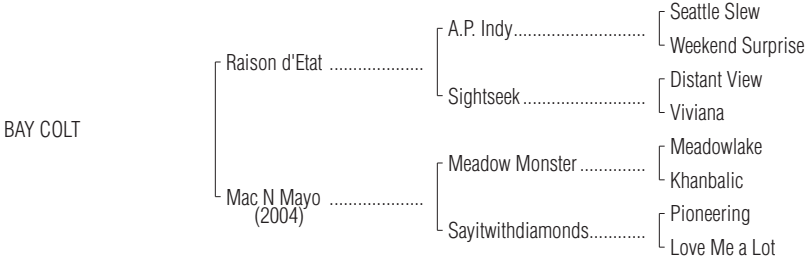 Seattle Slew
A.P. Indy............................
Weekend Surprise
Raison d'Etat ....................
Distant View
Sightseek..........................
Viviana
BAY COLT
Meadowlake
Meadow Monster ..............
Khanbalic
Mac N Mayo ....................
(2004)
Pioneering
Sayitwithdiamonds............
Love Me a Lot